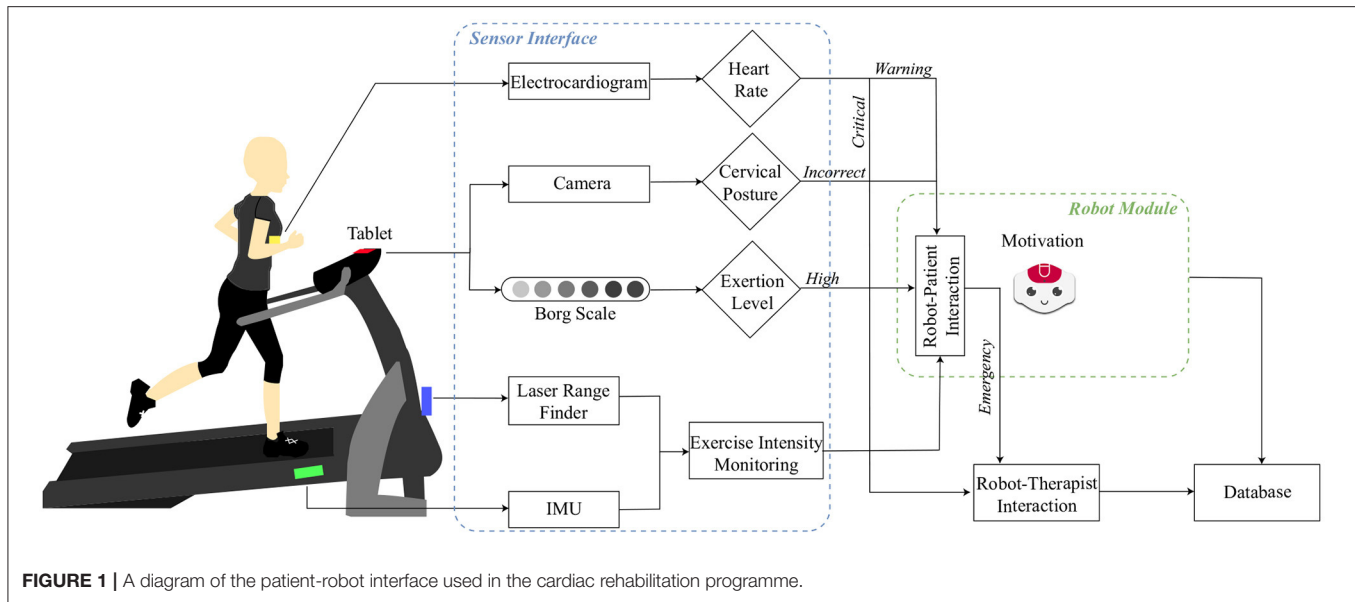 Sensor Interface
Electrocardiogram
Heart
Rate
Warning
Critical
Camera
Cervical
Posture
Incorrect
Robot Module
Tablet
Motivation
Borg Scale
Exertion
Level
High
Robot-Patient
Interaction
Emergency
Laser Range
Finder
Exercise Intensity
Monitoring
IMU
Robot-Therapist
Interaction
Database
FIGURE 1 | A diagram of the patient-robot interface used in the cardiac rehabilitation programme.